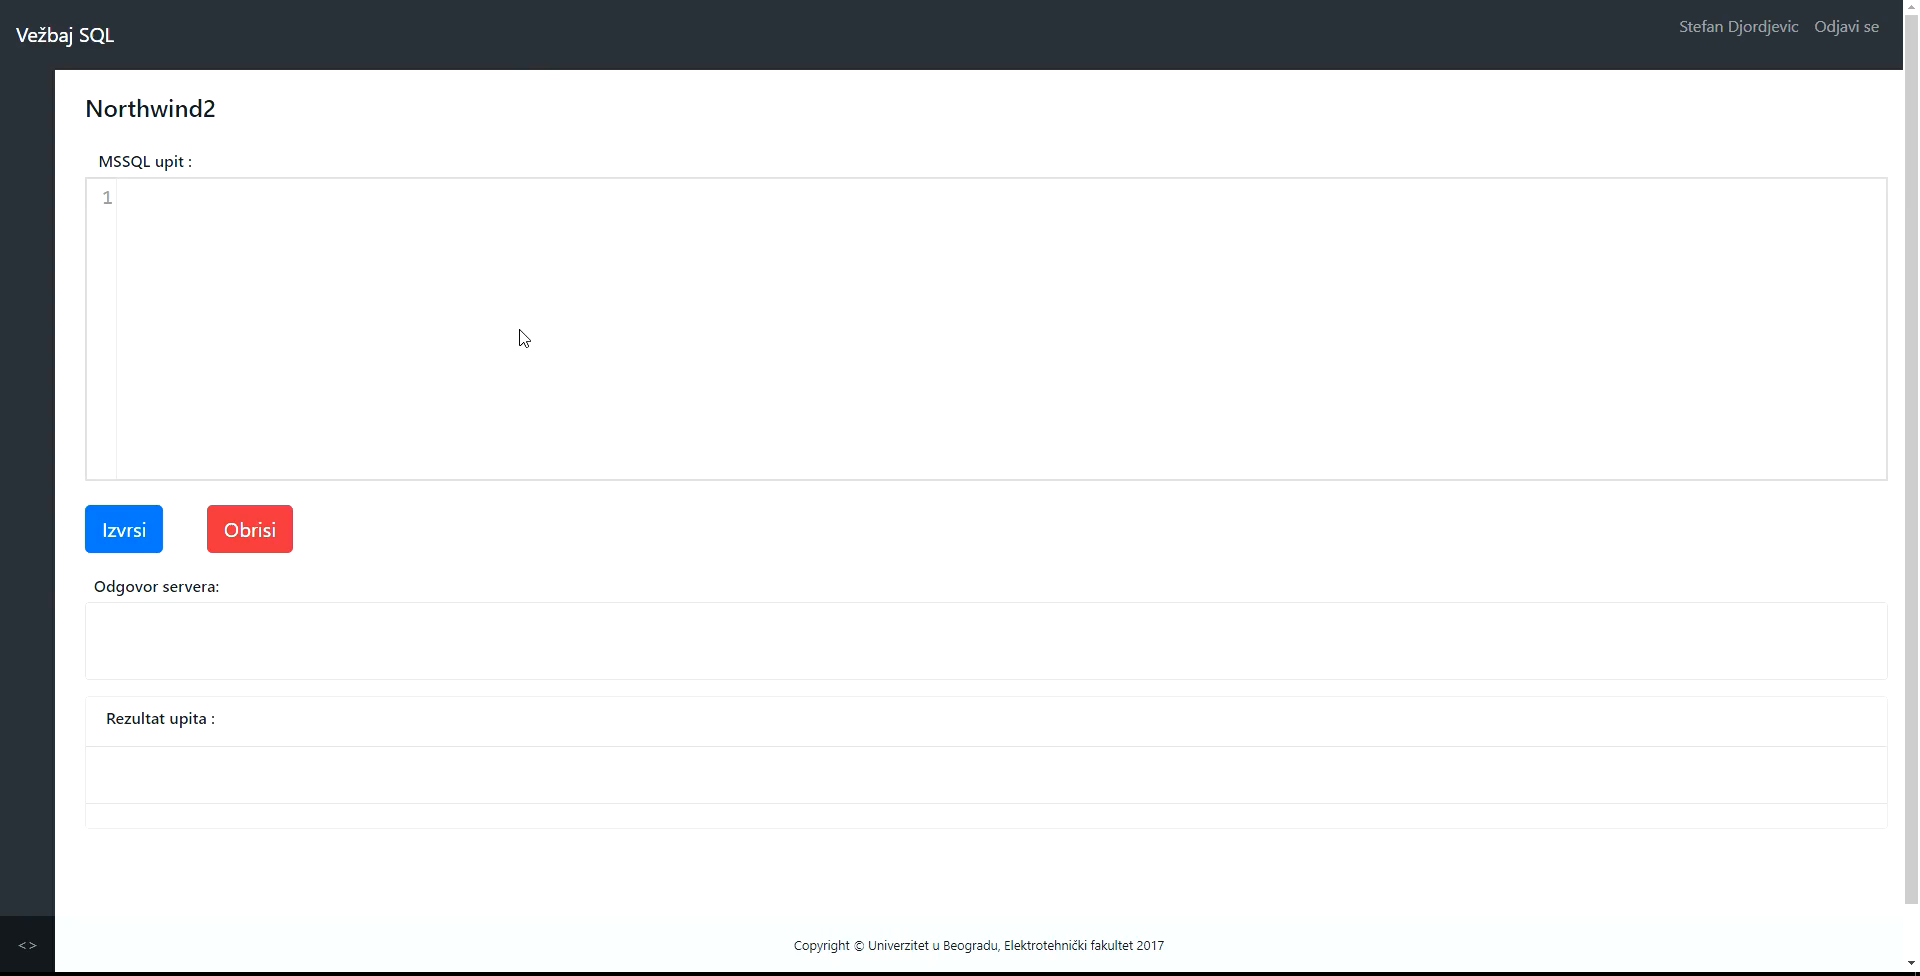 Vežbaj SQL
Stefan Djordjevic Odjavi se
Northwind2
MSSQL upit :
1
Izvrsi
Obrisi
Odgovor servera:
Rezultat upita :
<>
Copyright © Univerzitet u Beogradu, Elektrotehnički fakultet 2017